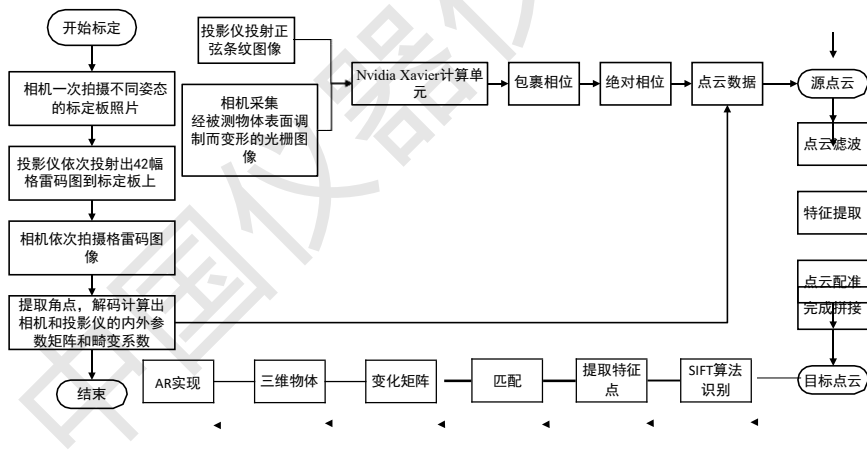 开始标定
相机一次拍摄不同姿态
的标定板照片
投影仪依次投射出42幅
格雷码图到标定板上
相机依次拍摄格雷码图
像
提取角点，解码计算出
相机和投影仪的内外参
数矩阵和畸变系数
结束
投影仪投射正
弦条纹图像
相机采集
经被测物体表面调
制而变形的光栅图
像
Nvidia Xavier计算单
元
包裹相位
绝对相位
点云数据
源点云
点云滤波
特征提取
点云配准
完成拼接
目标点云
SIFT算法
识别
提取特征
点
匹配
变化矩阵
三维物体
AR实现
中国仪器仪